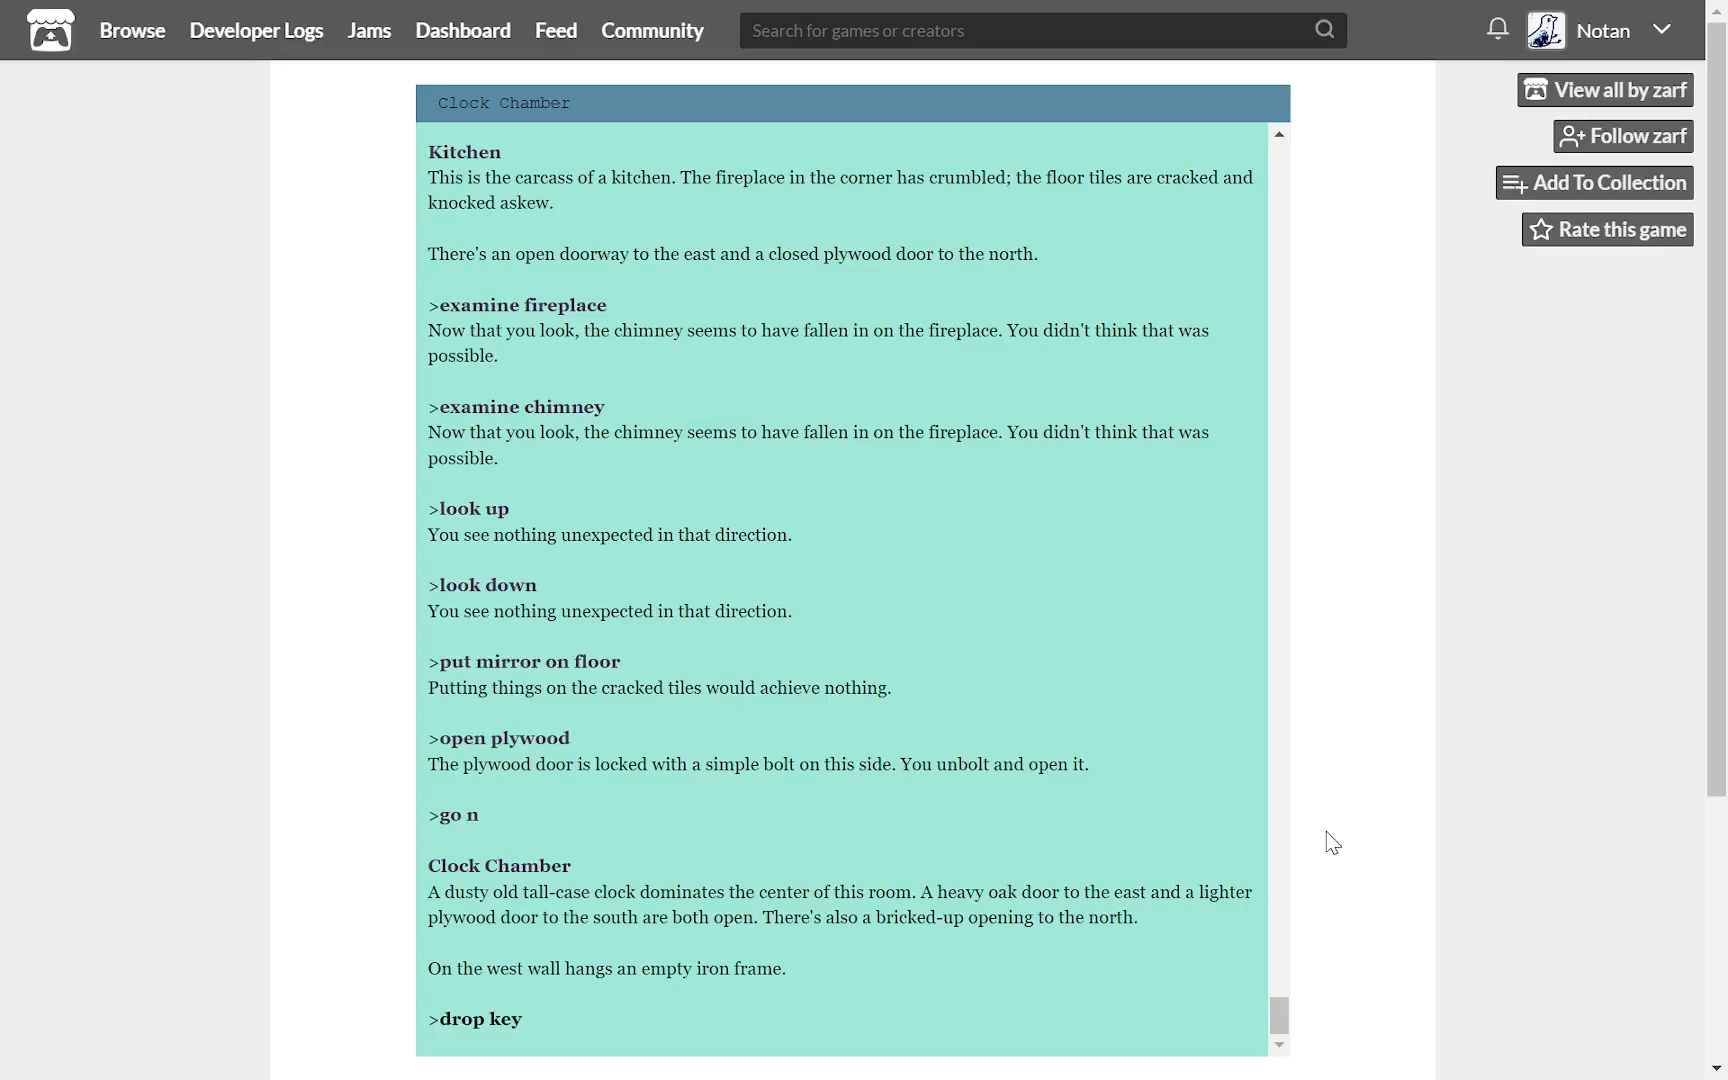 Browse Developer Logs Jams Dashboard Feed Community Search for games or creators Notan
View all by zarf
Follow zarf
Add To Collection
Rate this game
Clock Chamber
Kitchen
This is the carcass of a kitchen. The fireplace in the corner has crumbled; the floor tiles are cracked and
knocked askew.
There's an open doorway to the east and a closed plywood door to the north.
>examine fireplace
Now that you look, the chimney seems to have fallen in on the fireplace. You didn't think that was
possible.
>examine chimney
Now that you look, the chimney seems to have fallen in on the fireplace. You didn't think that was
possible.
>look up
You see nothing unexpected in that direction.
>look down
You see nothing unexpected in that direction.
>put mirror on floor
Putting things on the cracked tiles would achieve nothing.
>open plywood
The plywood door is locked with a simple bolt on this side. You unbolt and open it.
>go n
Clock Chamber
A dusty old tall-case clock dominates the center of this room. A heavy oak door to the east and a lighter
plywood door to the south are both open. There's also a bricked-up opening to the north.
On the west wall hangs an empty iron frame.
>drop key